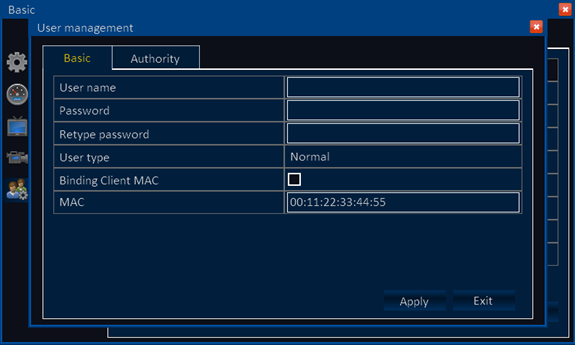 Basic
User management
Basic Authority
User name
Password
Retype password
User type Normal
Binding Client MAC
MAC 00:11:22:33:44:55
Apply Exit